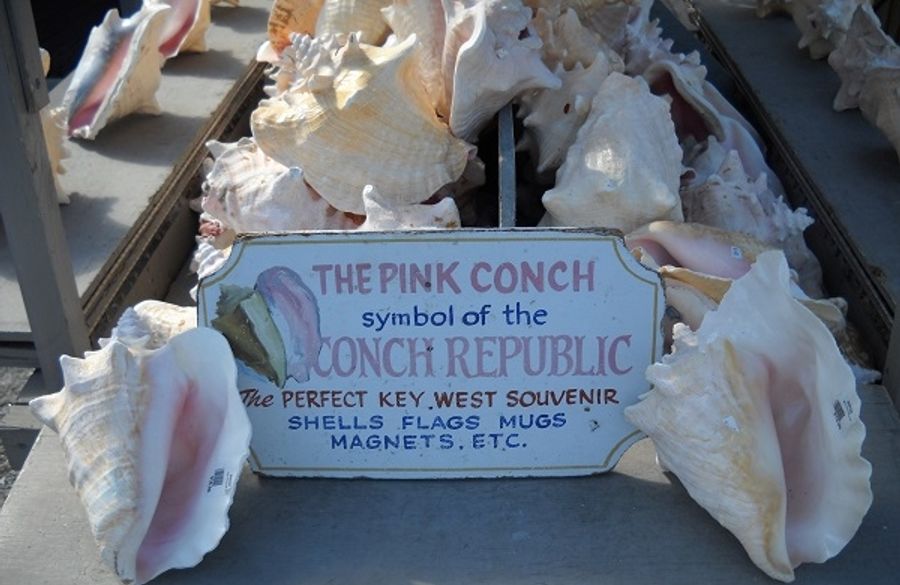 THE PINK CONCH
symbol of the
CONCH REPUBLIC
The PERFECT KEY WEST SOUVENIR
SHELLS FLAGS MUGS
MAGNETS, ETC.